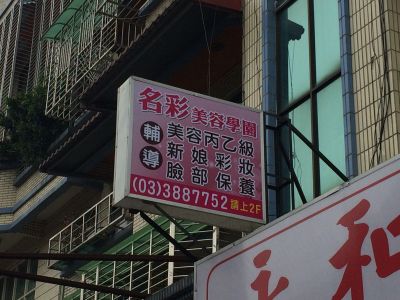 名彩美容學園
輔導
美容丙乙級
新娘彩妝
臉部保養
(03)3887752 請上2F
和